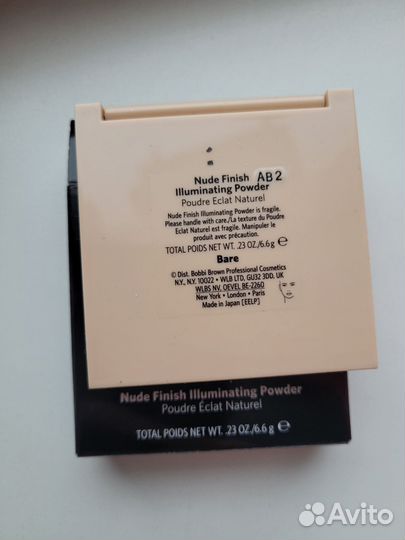 Nude Finish AB2
Illuminating Powder
Poudre Eclat Naturel
Nude Finish Illuminating Powder is fragile.
Please handle with care./La texture du Poudre
Eclat Naturel est fragile. Manipuler le
produit avec précaution.
TOTAL POIDS NET WT. .23 OZ./6.6 g ℮
Bare
© Dist. Bobbi Brown Professional Cosmetics
N.Y., N.Y. 10022 • WLB LTD, GU32 3DD, UK
WLBS NV. OEVEL BE-2260
New York • London • Paris
Made in Japan [EELP]
Nude Finish Illuminating Powder
Poudre Éclat Naturel
TOTAL POIDS NET WT. .23 OZ./6.6 g ℮
Avito